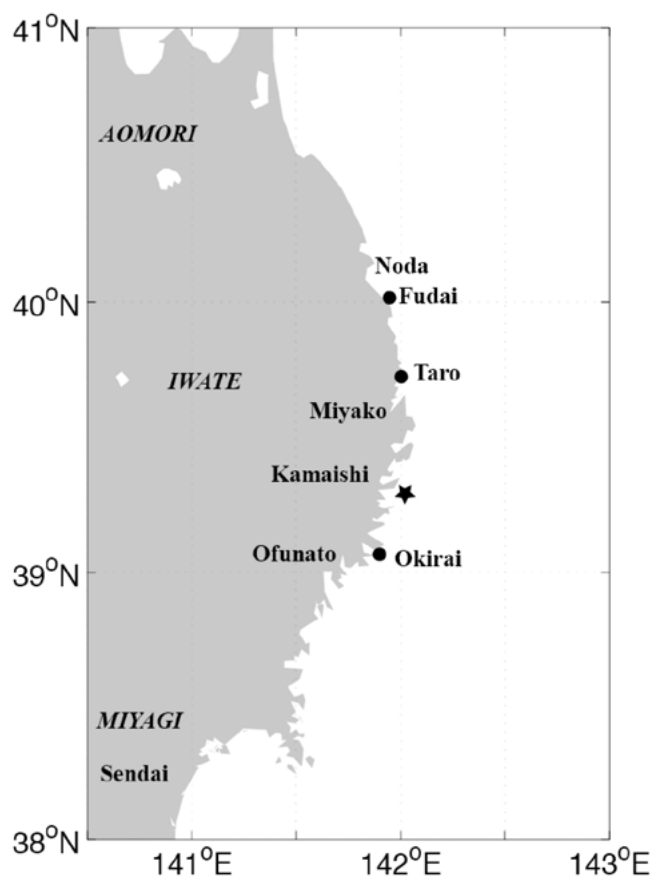 41°N
AOMORI
Noda
40°N
Fudai
Taro
IWATE
Miyako
Kamaishi
Ofunato
Okirai
39°N
MIYAGI
Sendai
38°N
141°E
142°E
143°E